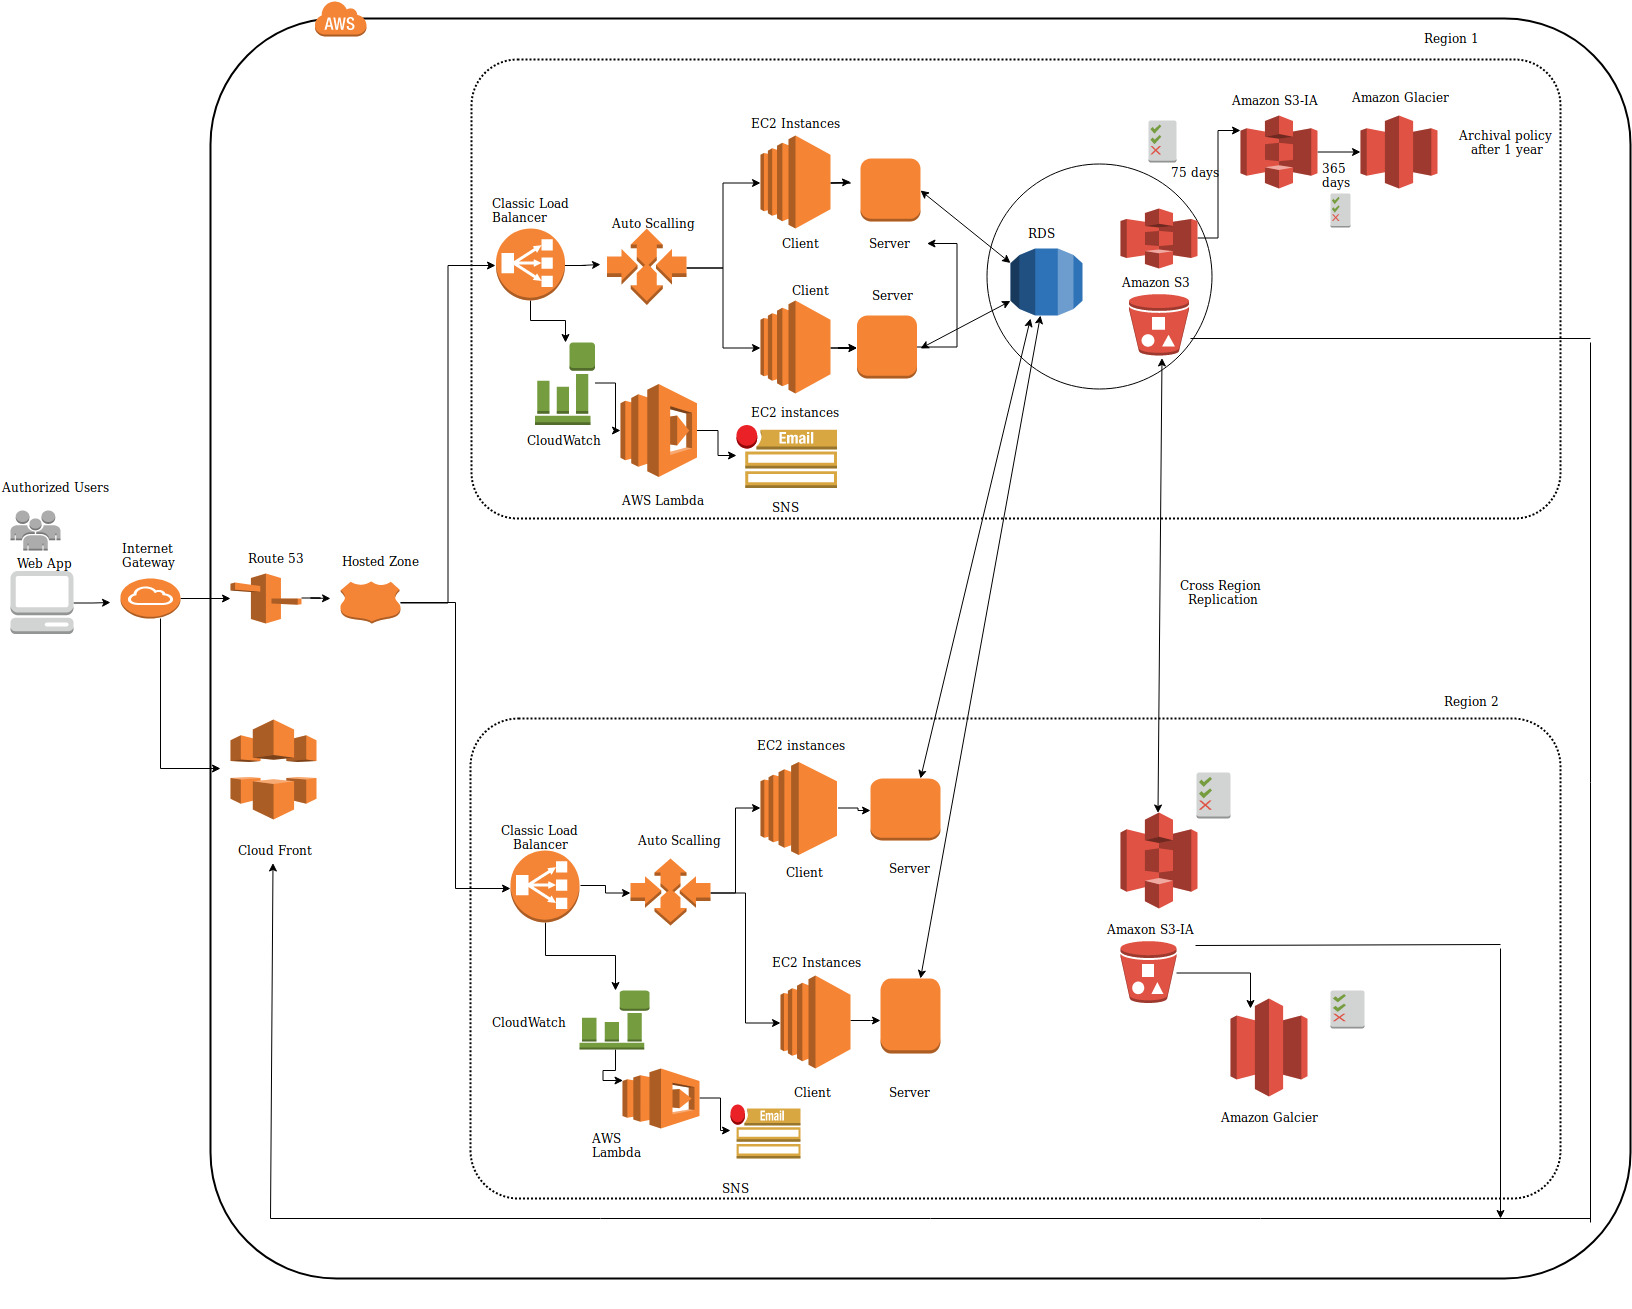 AWS
Region 1
Amazon S3-IA
Amazon Glacier
EC2 Instances
Archival policy
after 1 year
75 days
365
days
Classic Load
Balancer
Auto Scalling
Client
Server
RDS
Amazon S3
Client
Server
EC2 instances
CloudWatch
Email
AWS Lambda
SNS
Authorized Users
Web App
Internet
Gateway
Route 53
Hosted Zone
Cross Region
Replication
Region 2
EC2 instances
Classic Load
Balancer
Auto Scalling
Cloud Front
Client
Server
Amaxon S3-IA
EC2 Instances
CloudWatch
Client
Server
Amazon Galcier
Email
AWS
Lambda
SNS